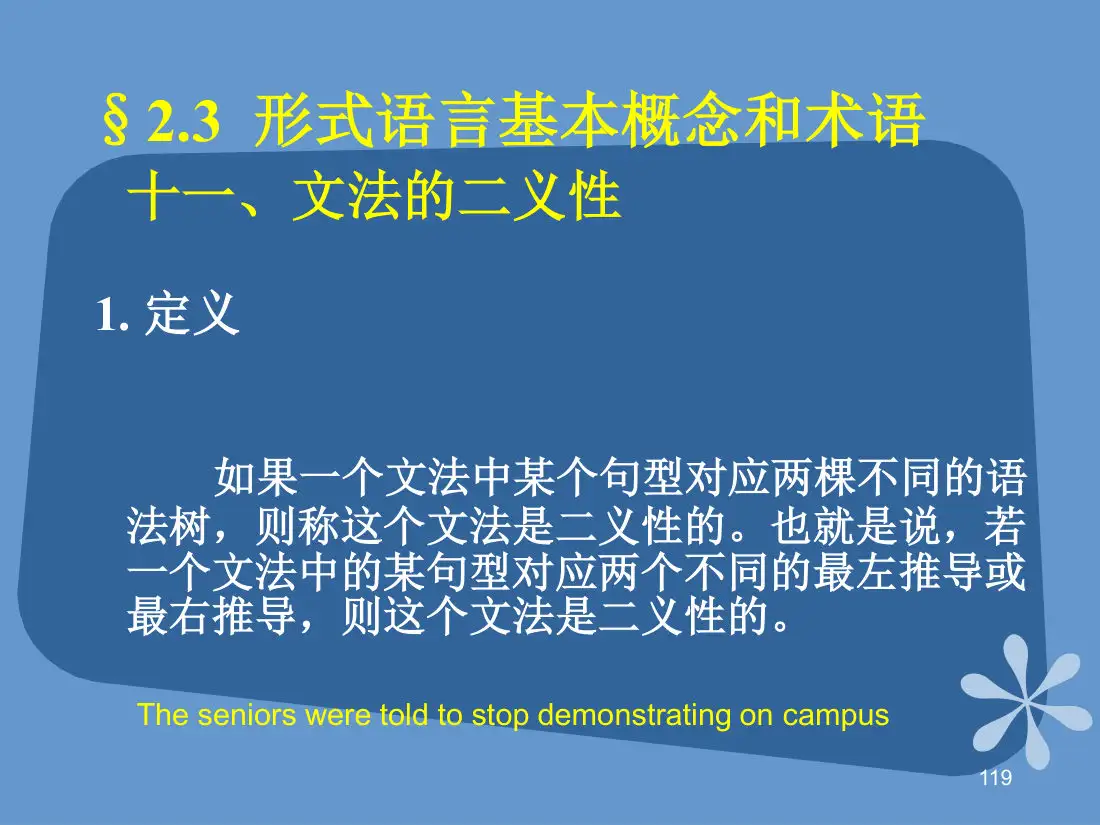 §2.3 形式语言基本概念和术语
十一、文法的二义性
1. 定义
如果一个文法中某个句型对应两棵不同的语
法树，则称这个文法是二义性的。也就是说，若
一个文法中的某句型对应两个不同的最左推导或
最右推导，则这个文法是二义性的。
The seniors were told to stop demonstrating on campus
119